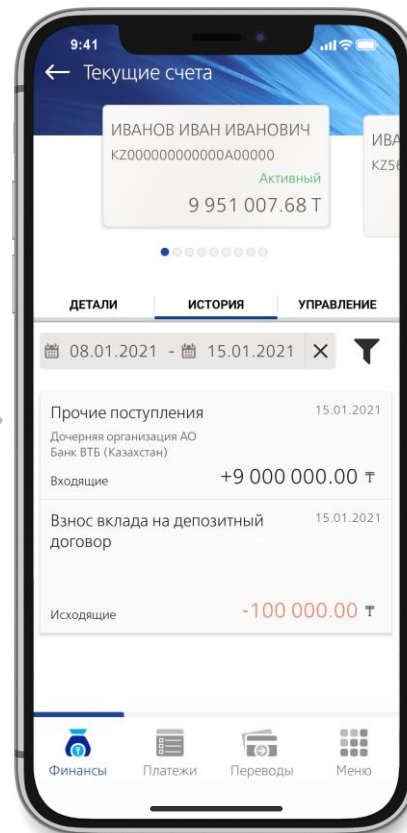 9:41
Текущие счета
ИВАНОВ ИВАН ИВАНОВИЧ
KZ000000000000A00000
Активный
9 951 007.68 T
ИВА
KZ56
ДЕТАЛИ ИСТОРИЯ УПРАВЛЕНИЕ
08.01.2021 - 15.01.2021 X
Прочие поступления 15.01.2021
Дочерняя организация АО
Банк ВТБ (Казахстан)
Входящие +9 000 000.00 ₸
Взнос вклада на депозитный 15.01.2021
договор
Исходящие -100 000.00 ₸
Финансы Платежи Переводы Меню